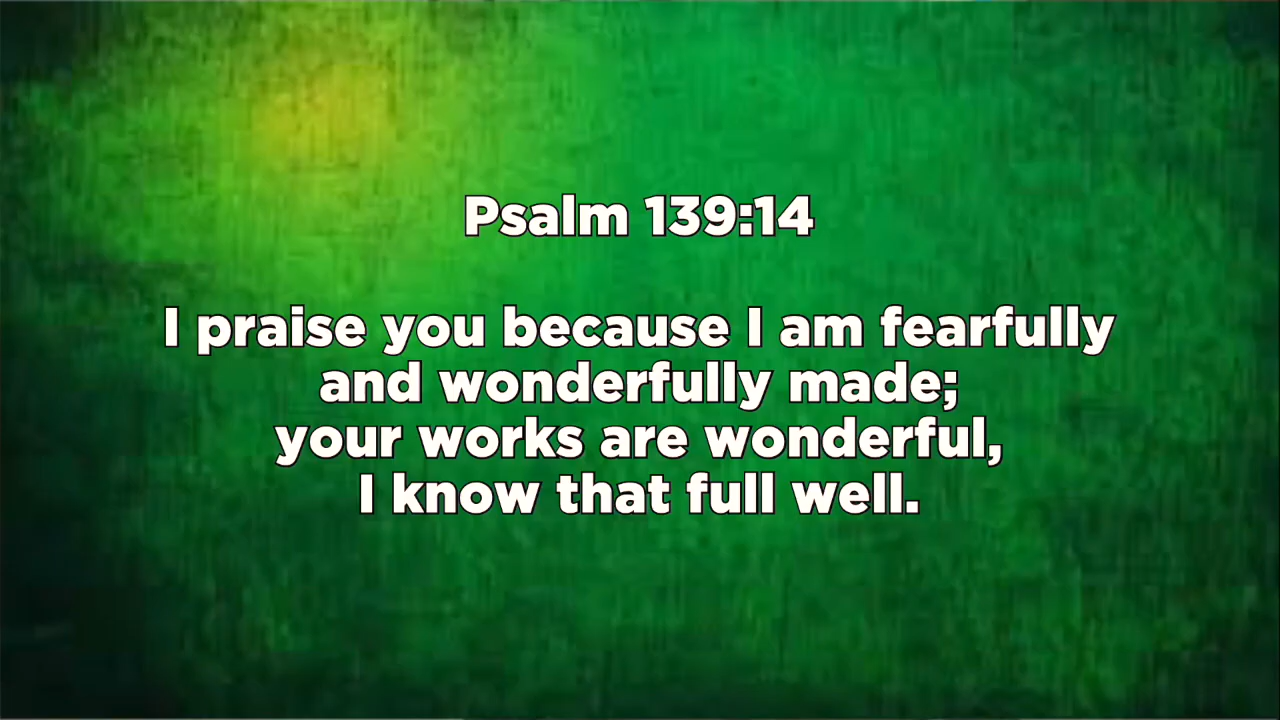 Psalm 139:14
I praise you because I am fearfully
and wonderfully made;
your works are wonderful,
I know that full well.